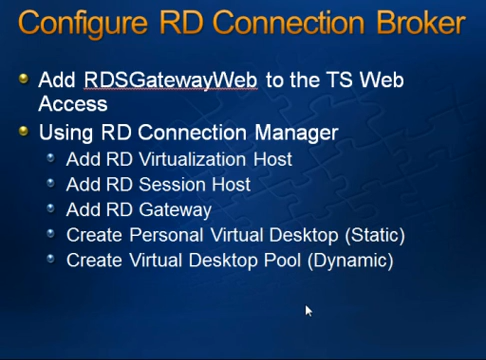 Configure RD Connection Broker
Add RDSGatewayWeb to the TS Web
Access
Using RD Connection Manager
Add RD Virtualization Host
Add RD Session Host
Add RD Gateway
Create Personal Virtual Desktop (Static)
Create Virtual Desktop Pool (Dynamic)